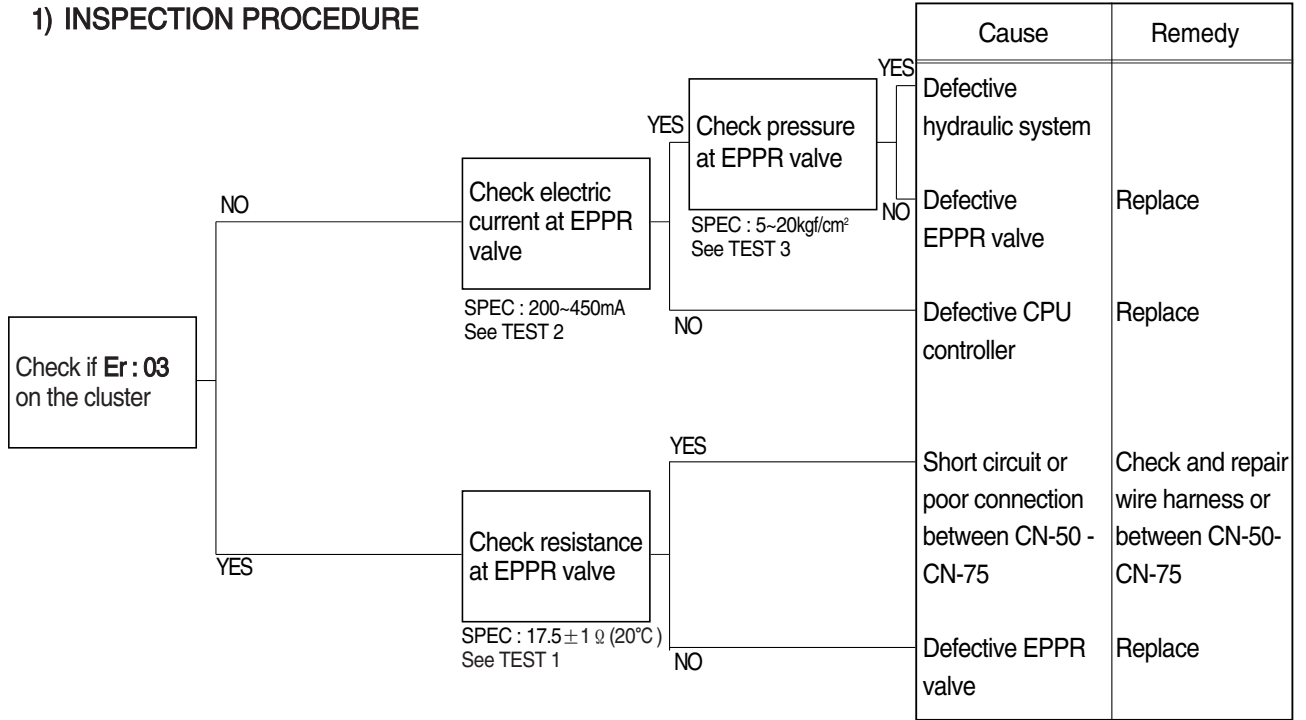 1) INSPECTION PROCEDURE
Cause
Remedy
Check if Er : 03
on the cluster
NO
YES
Check electric
current at EPPR
valve
SPEC : 200~450mA
See TEST 2
YES
NO
Check pressure
at EPPR valve
SPEC : 5~20kgf/cm²
See TEST 3
YES
NO
Check resistance
at EPPR valve
SPEC : 17.5±1 Ω (20°C )
See TEST 1
YES
NO
Defective
hydraulic system
Defective
EPPR valve
Replace
Defective CPU
controller
Replace
Short circuit or
poor connection
between CN-50 -
CN-75
Check and repair
wire harness or
between CN-50-
CN-75
Defective EPPR
valve
Replace